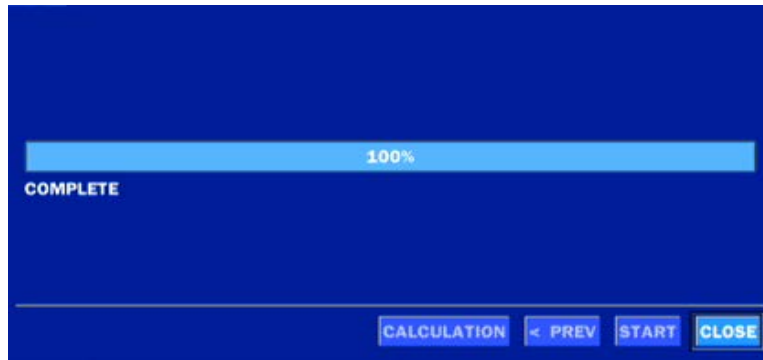 100%
COMPLETE
CALCULATION < PREV START CLOSE